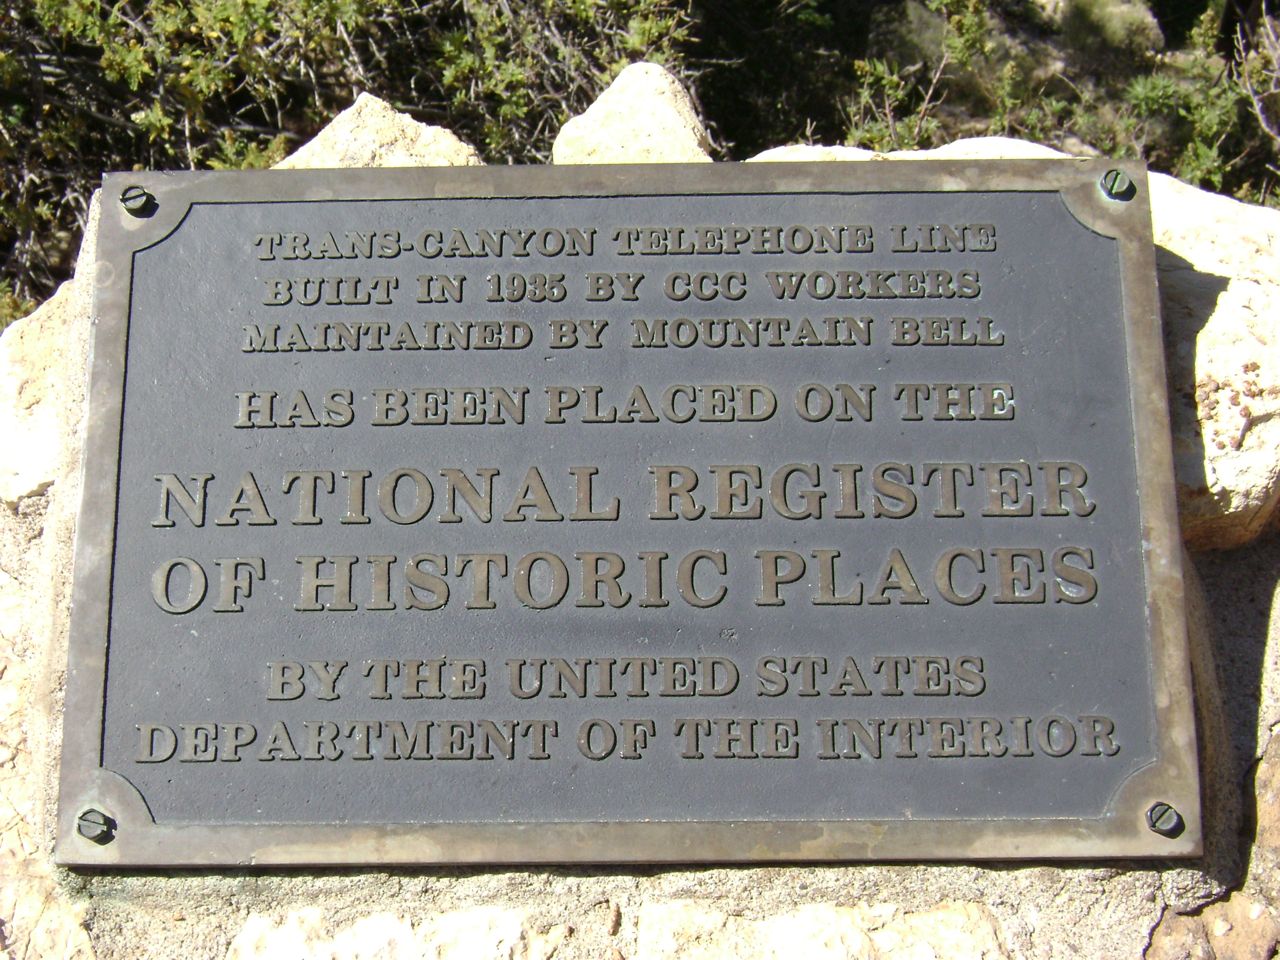 TRANS-CANYON TELEPHONE LINE
BUILT IN 1935 BY CCC WORKERS
MAINTAINED BY MOUNTAIN BELL
HAS BEEN PLACED ON THE
NATIONAL REGISTER
OF HISTORIC PLACES
BY THE UNITED STATES
DEPARTMENT OF THE INTERIOR